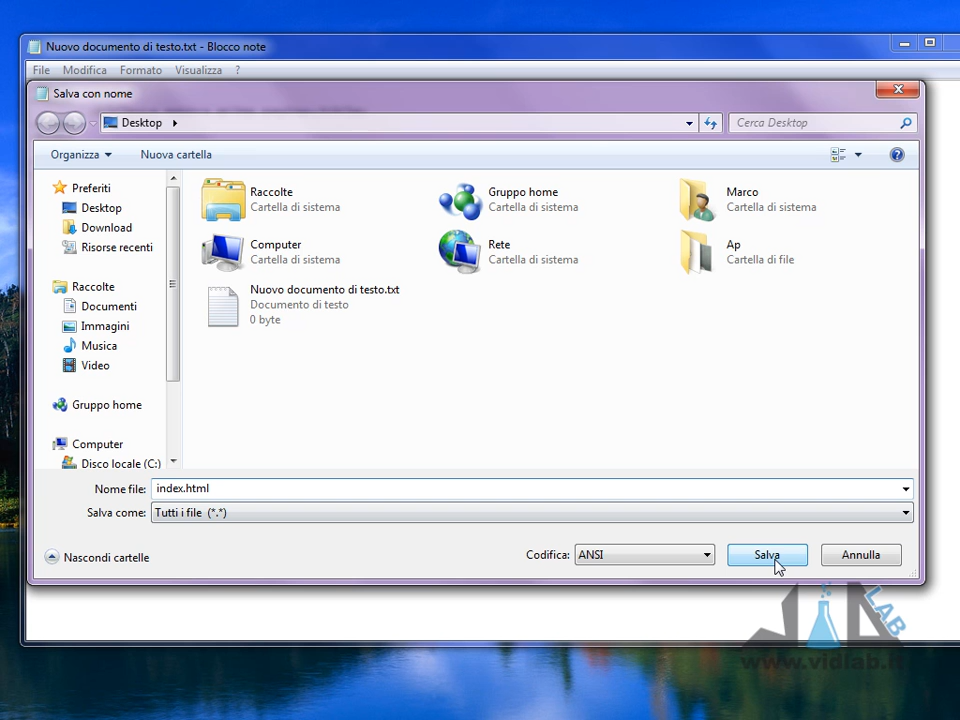 Nuovo documento di testo.txt - Blocco note
File Modifica Formato Visualizza ?
Salva con nome
Desktop
Cerca Desktop
Organizza Nuova cartella
Preferiti
Desktop
Download
Risorse recenti
Raccolte
Documenti
Immagini
Musica
Video
Gruppo home
Computer
Disco locale (C:)
Raccolte
Cartella di sistema
Gruppo home
Cartella di sistema
Marco
Cartella di sistema
Computer
Cartella di sistema
Rete
Cartella di sistema
Ap
Cartella di file
Nuovo documento di testo.txt
Documento di testo
0 byte
Nome file: index.html
Salva come: Tutti i file (*.*)
Nascondi cartelle
Codifica: ANSI
Salva
Annulla
LAB
www.vidlab.it